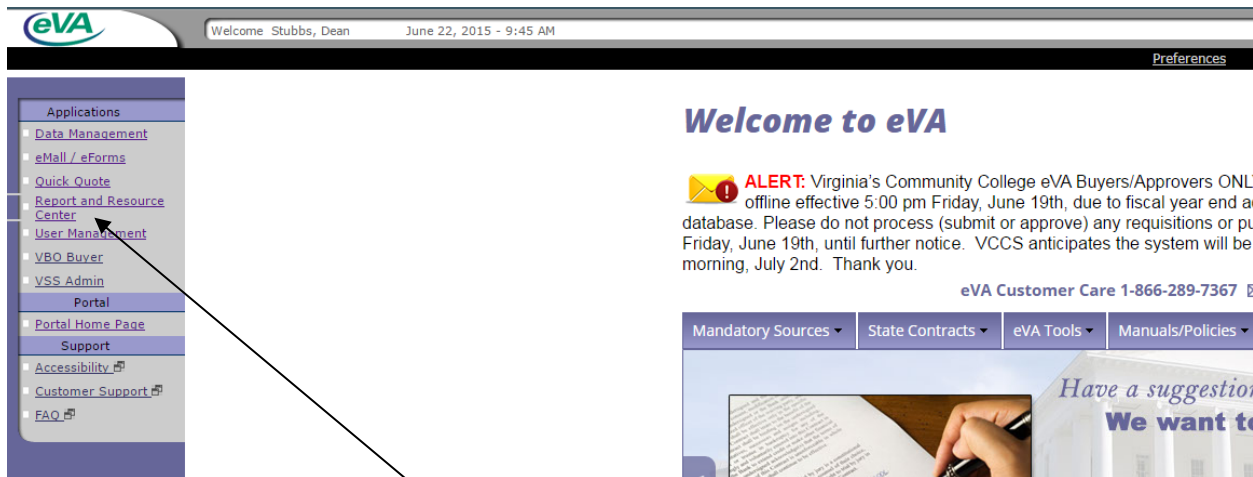 eVA
Welcome Stubbs, Dean June 22, 2015 - 9:45 AM
Preferences
Applications
Data Management
eMall / eForms
Quick Quote
Report and Resource
Center
User Management
VBO Buyer
VSS Admin
Portal
Portal Home Page
Support
Accessibility
Customer Support
FAQ
Welcome to eVA
ALERT: Virginia's Community College eVA Buyers/Approvers ONL
offline effective 5:00 pm Friday, June 19th, due to fiscal year end a
database. Please do not process (submit or approve) any requisitions or pu
Friday, June 19th, until further notice. VCCS anticipates the system will be
morning, July 2nd. Thank you.
eVA Customer Care 1-866-289-7367
Mandatory Sources State Contracts eVA Tools Manuals/Policies
Have a suggestion
We want to